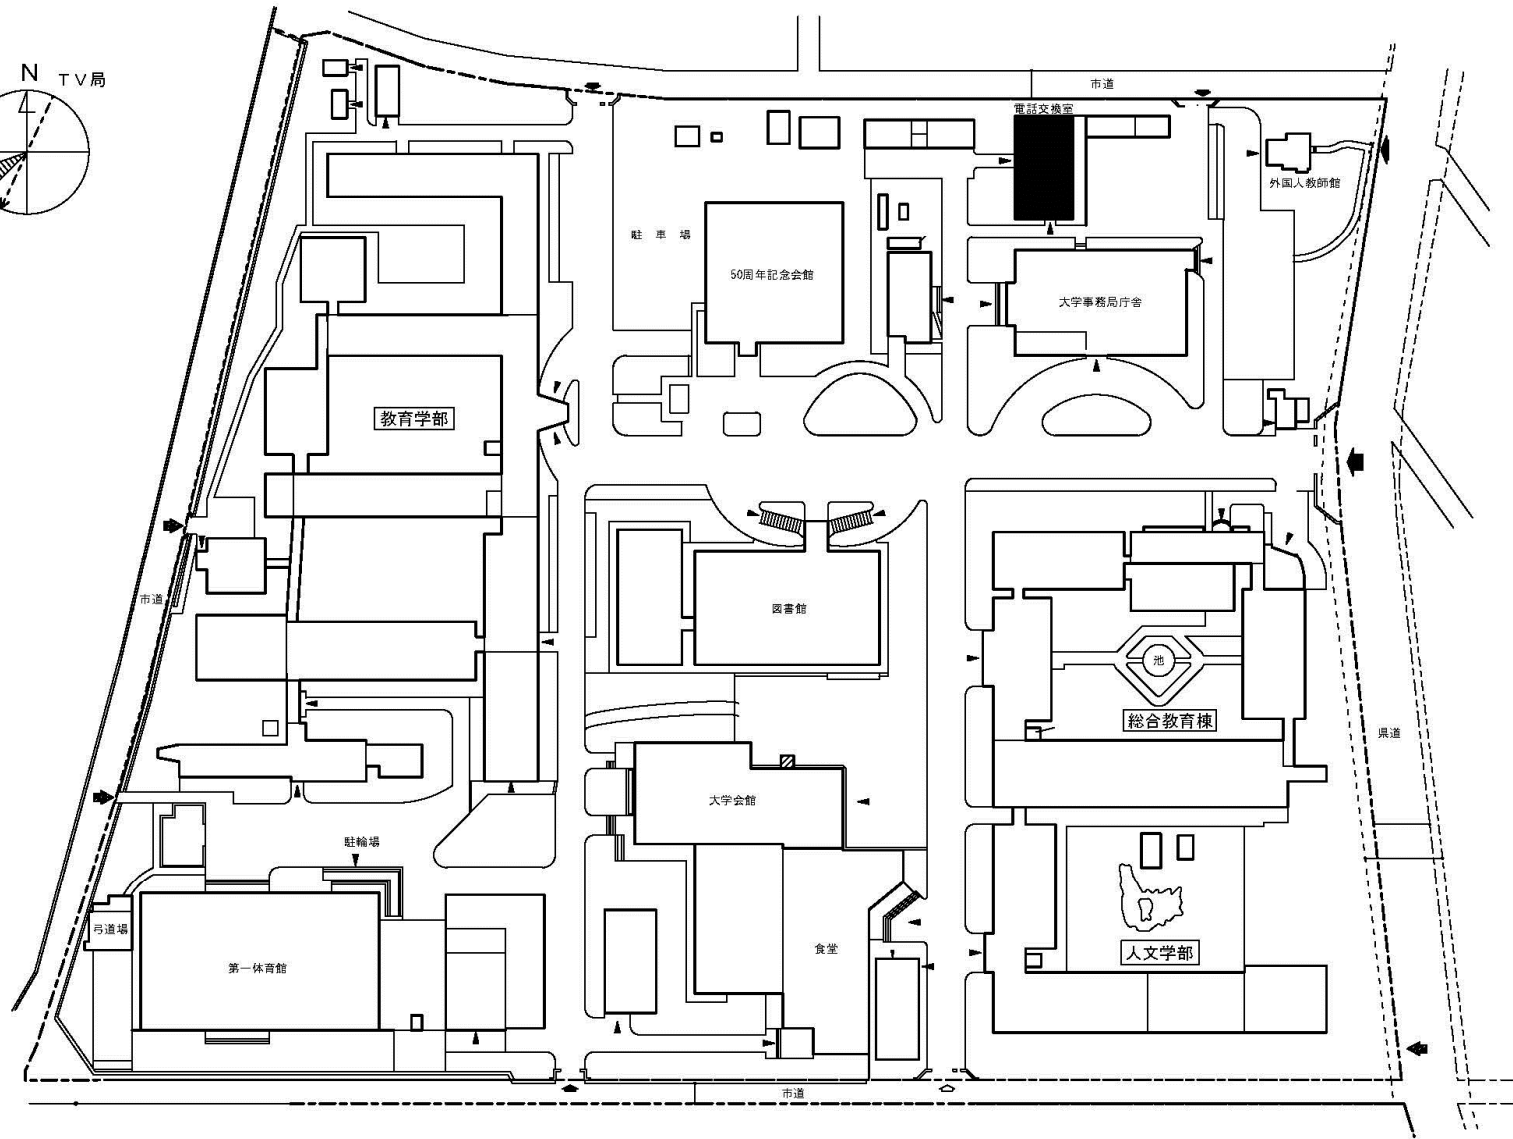 N
TV局
市道
電話交換室
外国人教師館
駐車場
50周年記念会館
大学事務局庁舎
教育学部
市道
図書館
池
総合教育棟
県道
大学会館
駐輪場
弓道場
第一体育館
食堂
人文学部
市道